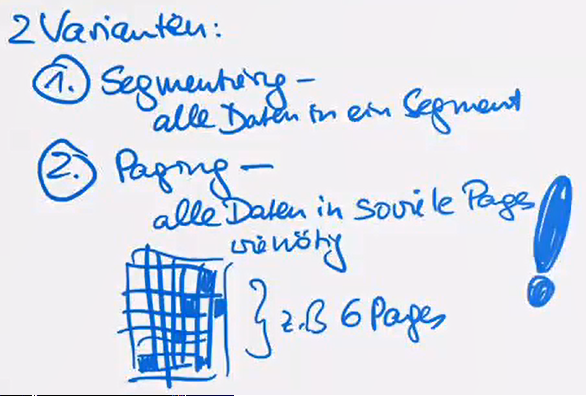 2 Varianten:
1. Segmentierung –
alle Daten in ein Segment
2. Paging –
alle Daten in soviele Pages
wie nötig
z.B 6 Pages